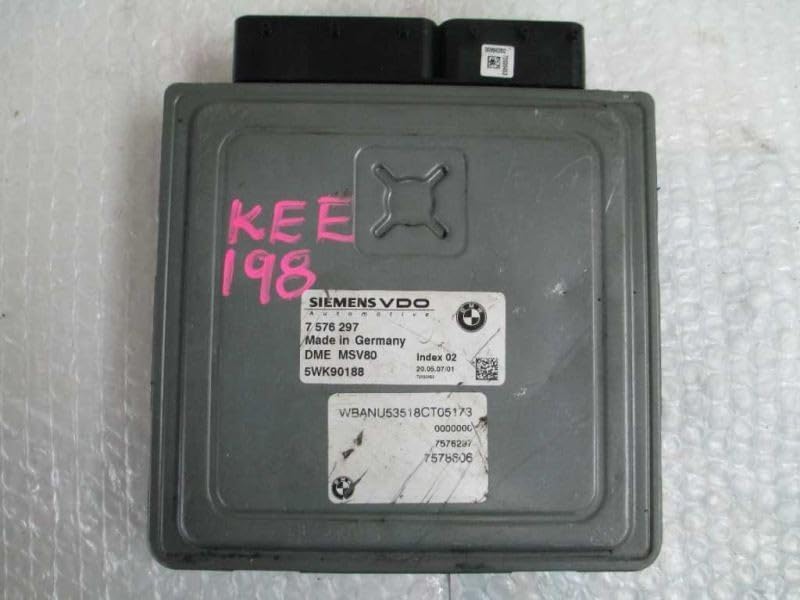 KEE
198
SIEMENS VDO
Automotive
7 576 297
Made in Germany
DME MSV80 Index 02
5WK90188 20.05.07/01
WBANU53518CT05173
0000000
7576297
7578606